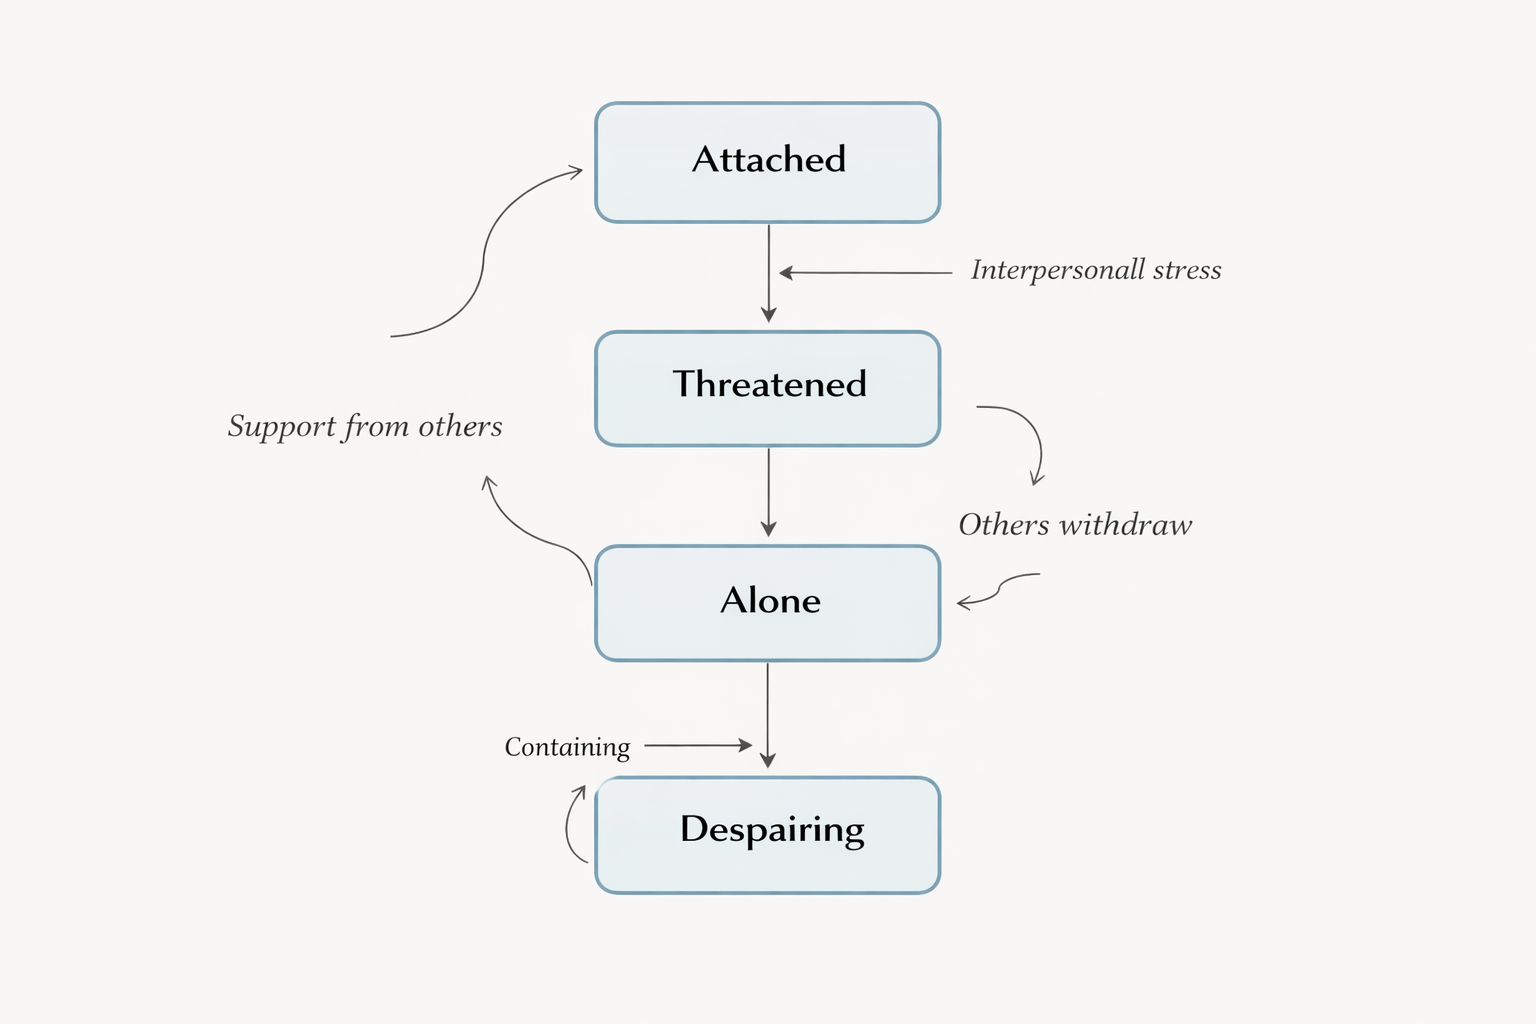 Attached
Interpersonall stress
Threatened
Support from others
Others withdraw
Alone
Containing
Despairing